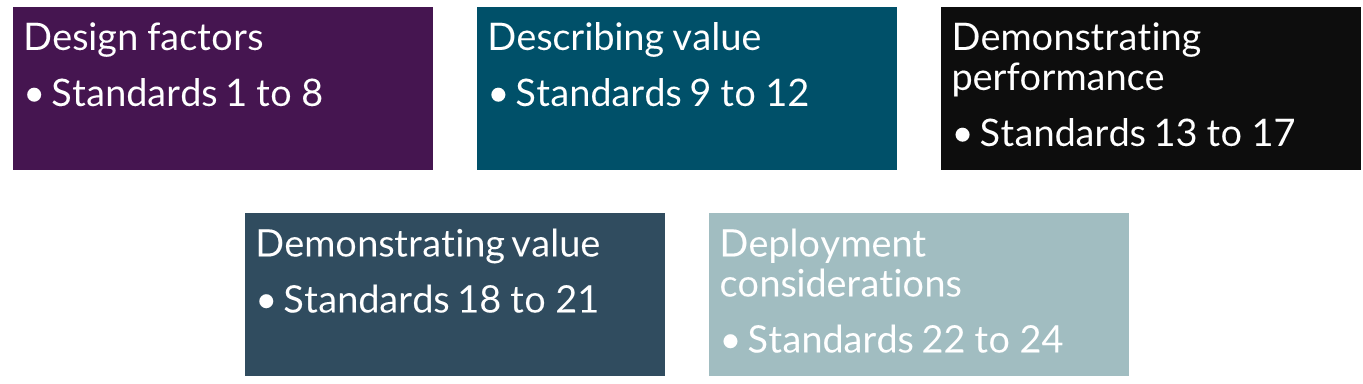 Design factors
• Standards 1 to 8
Describing value
• Standards 9 to 12
Demonstrating
performance
• Standards 13 to 17
Demonstrating value
• Standards 18 to 21
Deployment
considerations
• Standards 22 to 24